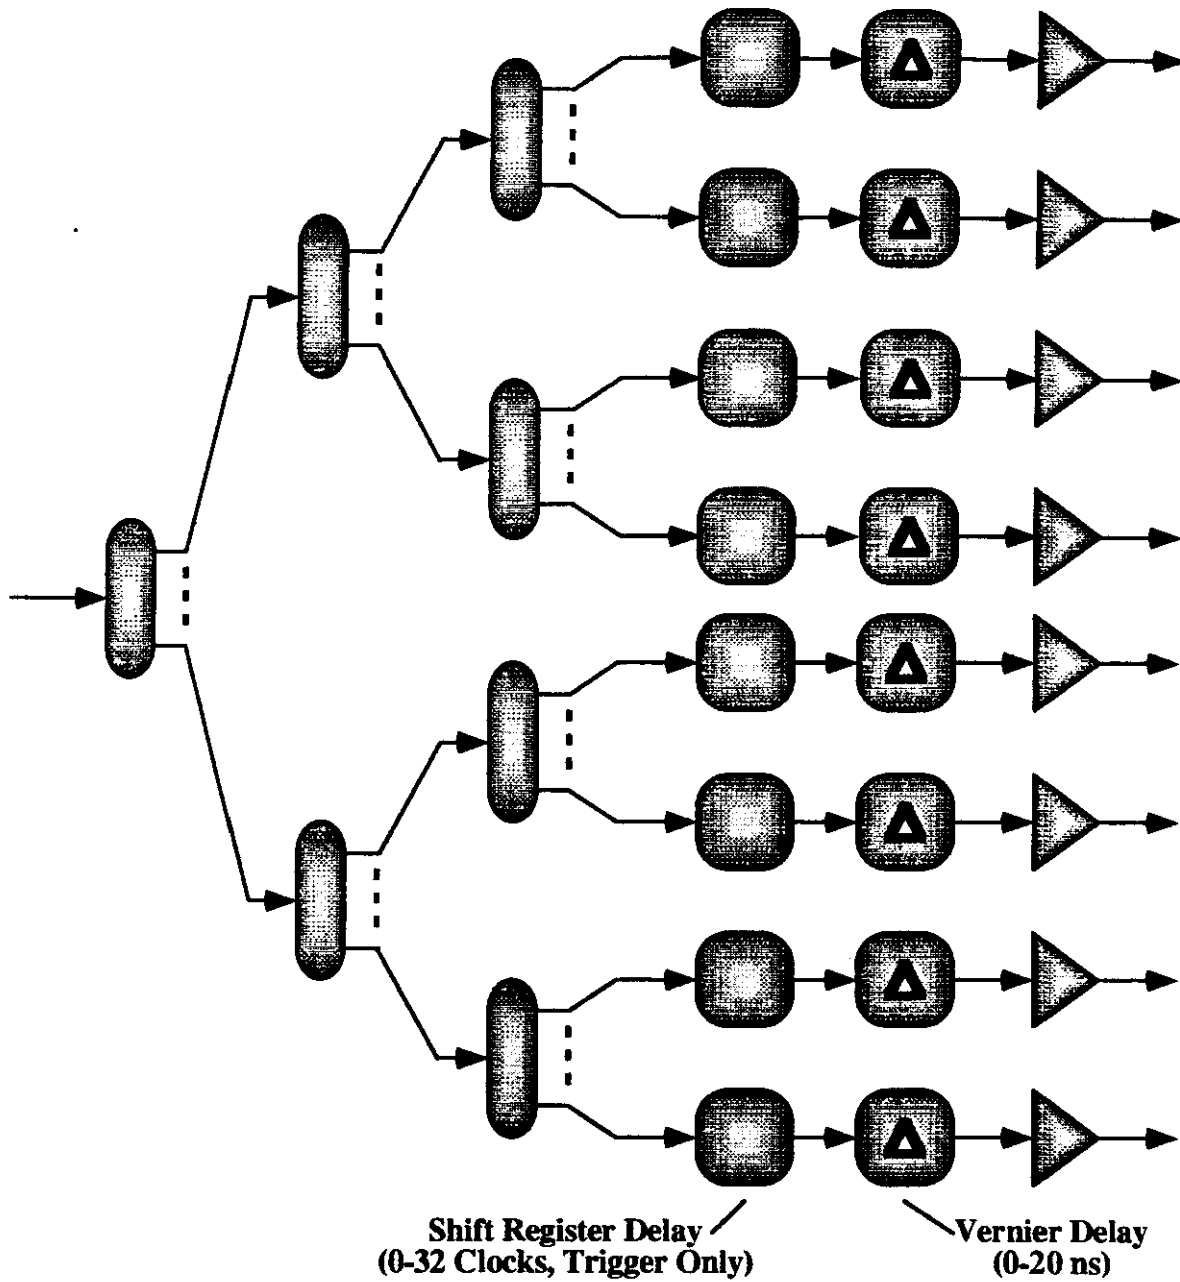 Shift Register Delay
(0-32 Clocks, Trigger Only)
Vernier Delay
(0-20 ns)